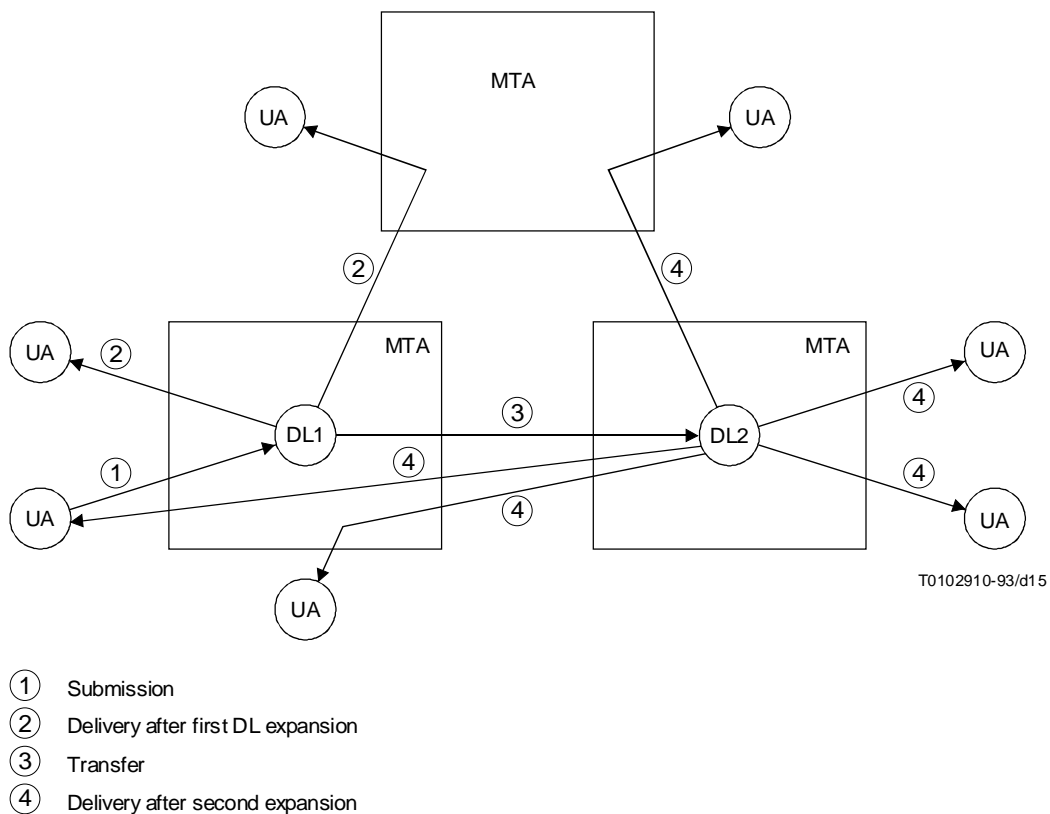 MTA
UA
UA
2
4
MTA
MTA
UA
2
UA
4
3
DL1
DL2
4
1
4
4
UA
UA
T0102910-93/d15
UA
1 Submission
2 Delivery after first DL expansion
3 Transfer
4 Delivery after second expansion